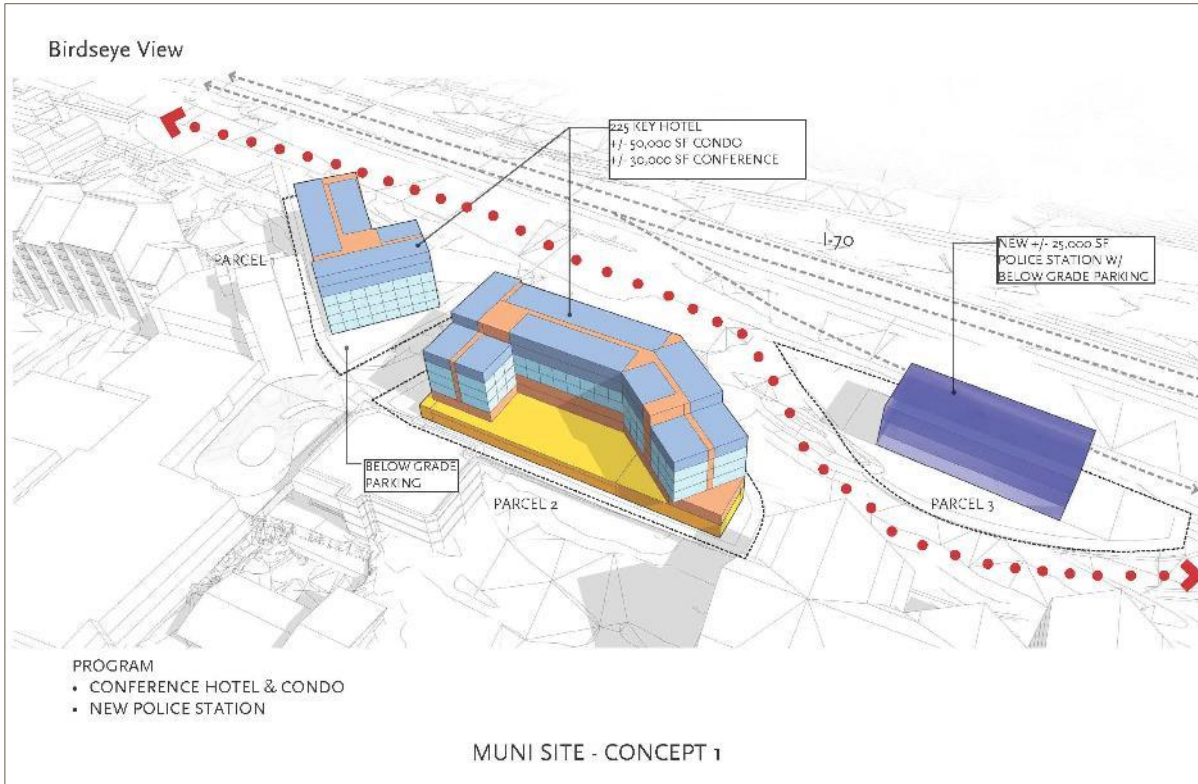 Birdseye View
225 KEY HOTEL
+/- 50,000 SF CONDO
+/- 30,000 SF CONFERENCE
I-70
NEW +/- 25,000 SF
POLICE STATION W/
BELOW GRADE PARKING
PARCEL
BELOW GRADE
PARKING
PARCEL 2
PARCEL 3
PROGRAM
• CONFERENCE HOTEL & CONDO
• NEW POLICE STATION
MUNI SITE - CONCEPT 1